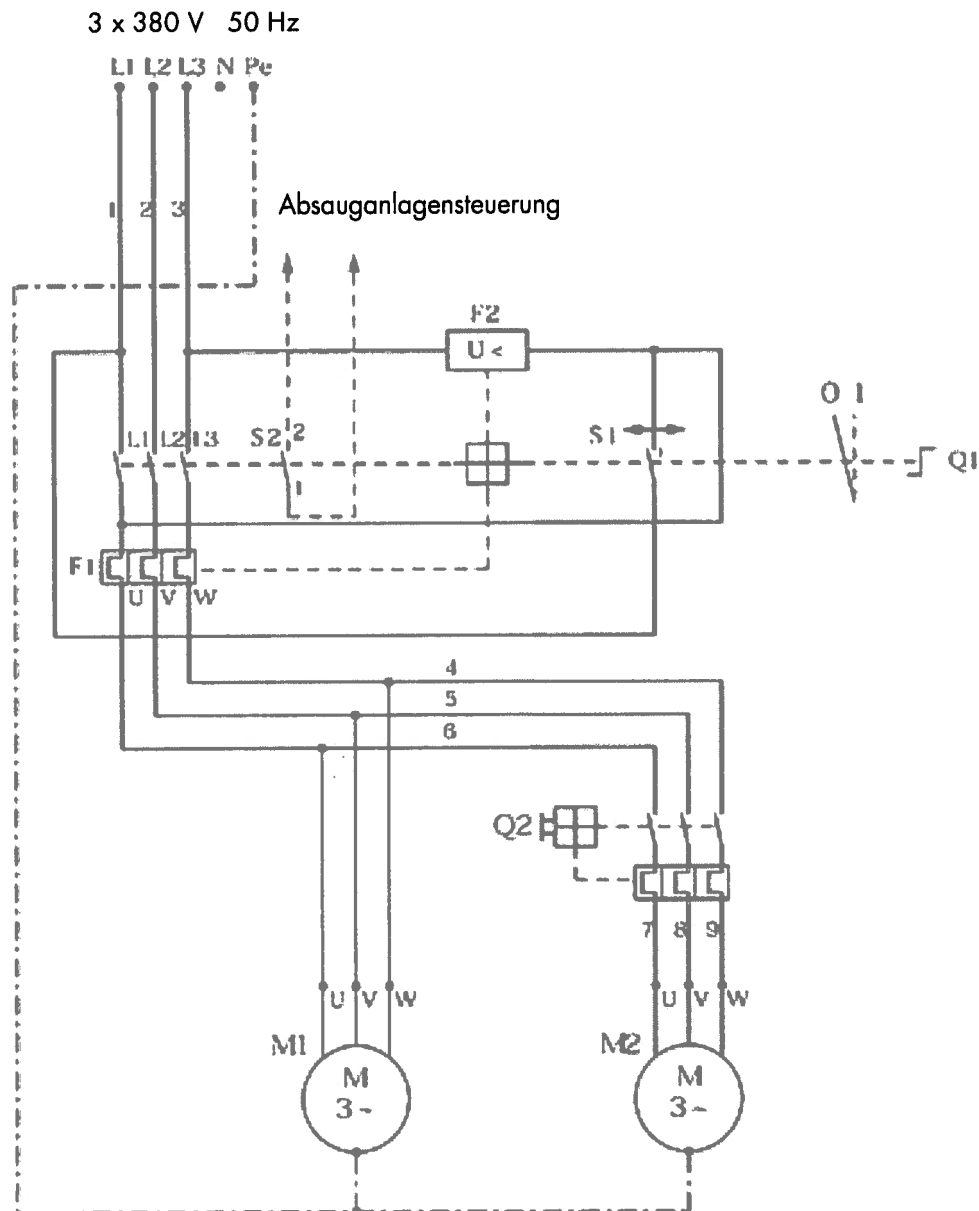 3 x 380 V 50 Hz
L1 L2 L3 N Pe
1 2 3
Absauganlagensteuerung
F2
U <
O I
L1 L2 L3 S2 2 S1 Q1
1
F1
U V W
4
5
6
Q2
7 8 9
U V W U V W
M1 M2
M M
3 ~ 3 ~